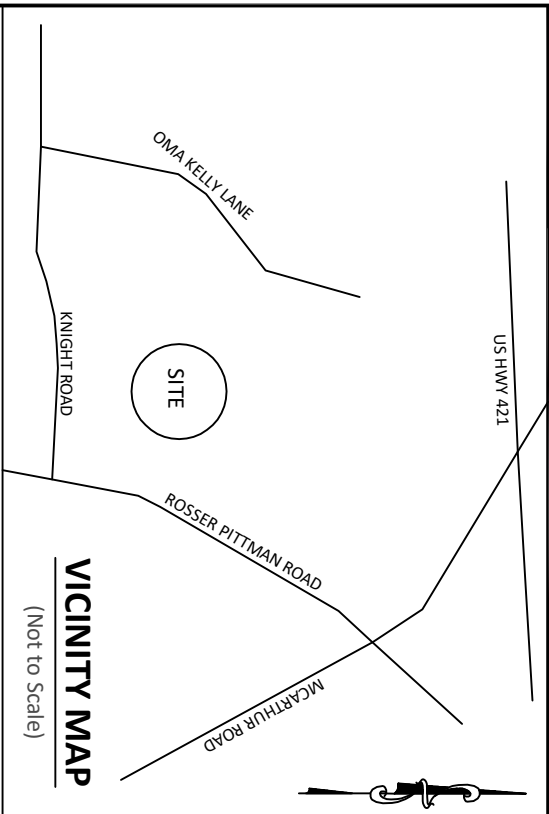 OMA KELLY LANE
US HWY 421
KNIGHT ROAD
SITE
ROSSER PITTMAN ROAD
MCARTHUR ROAD
VICINITY MAP
(Not to Scale)